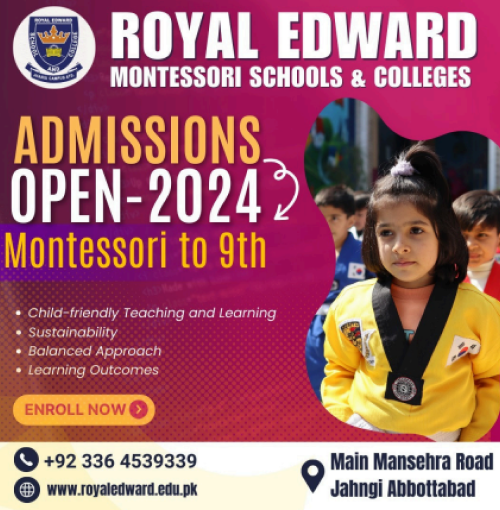 ROYAL EDWARD
MONTESSORI SCHOOLS & COLLEGES
ADMISSIONS
OPEN-2024
Montessori to 9th
• Child-friendly Teaching and Learning
• Sustainability
• Balanced Approach
• Learning Outcomes
ENROLL NOW
+92 336 4539339
www.royaledward.edu.pk
Main Mansehra Road
Jahngi Abbottabad